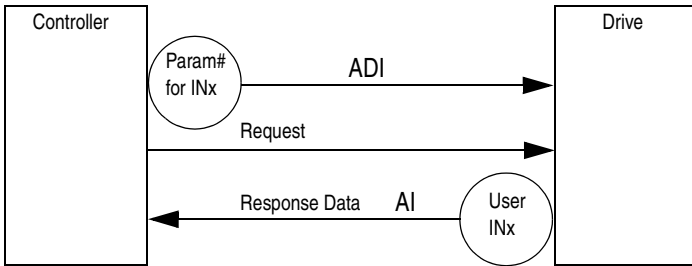 Controller
Drive
Param#
for INx
ADI
Request
Response Data AI
User
INx